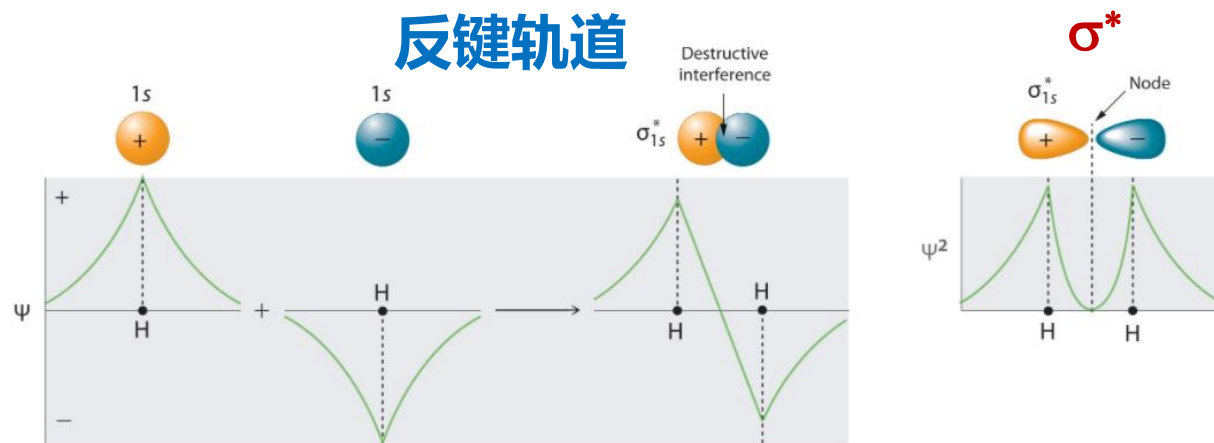 反键轨道
σ*
Destructive
interference
1s
1s
σ*1s
σ*1s
Node
+
−
+
−
+
−
+
−
Ψ
H
+
H
H
H
Ψ²
H
H